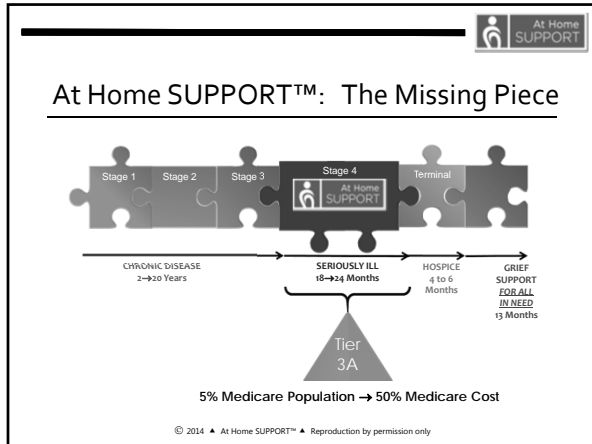 At Home
SUPPORT
At Home SUPPORT™: The Missing Piece
Stage 1
Stage 2
Stage 3
Stage 4
Terminal
At Home
SUPPORT
CHRONIC DISEASE
2→20 Years
SERIOUSLY ILL
18→24 Months
HOSPICE
4 to 6
Months
GRIEF
SUPPORT
FOR ALL
IN NEED
13 Months
Tier
3A
5% Medicare Population → 50% Medicare Cost
© 2014 ▲ At Home SUPPORT™ ▲ Reproduction by permission only